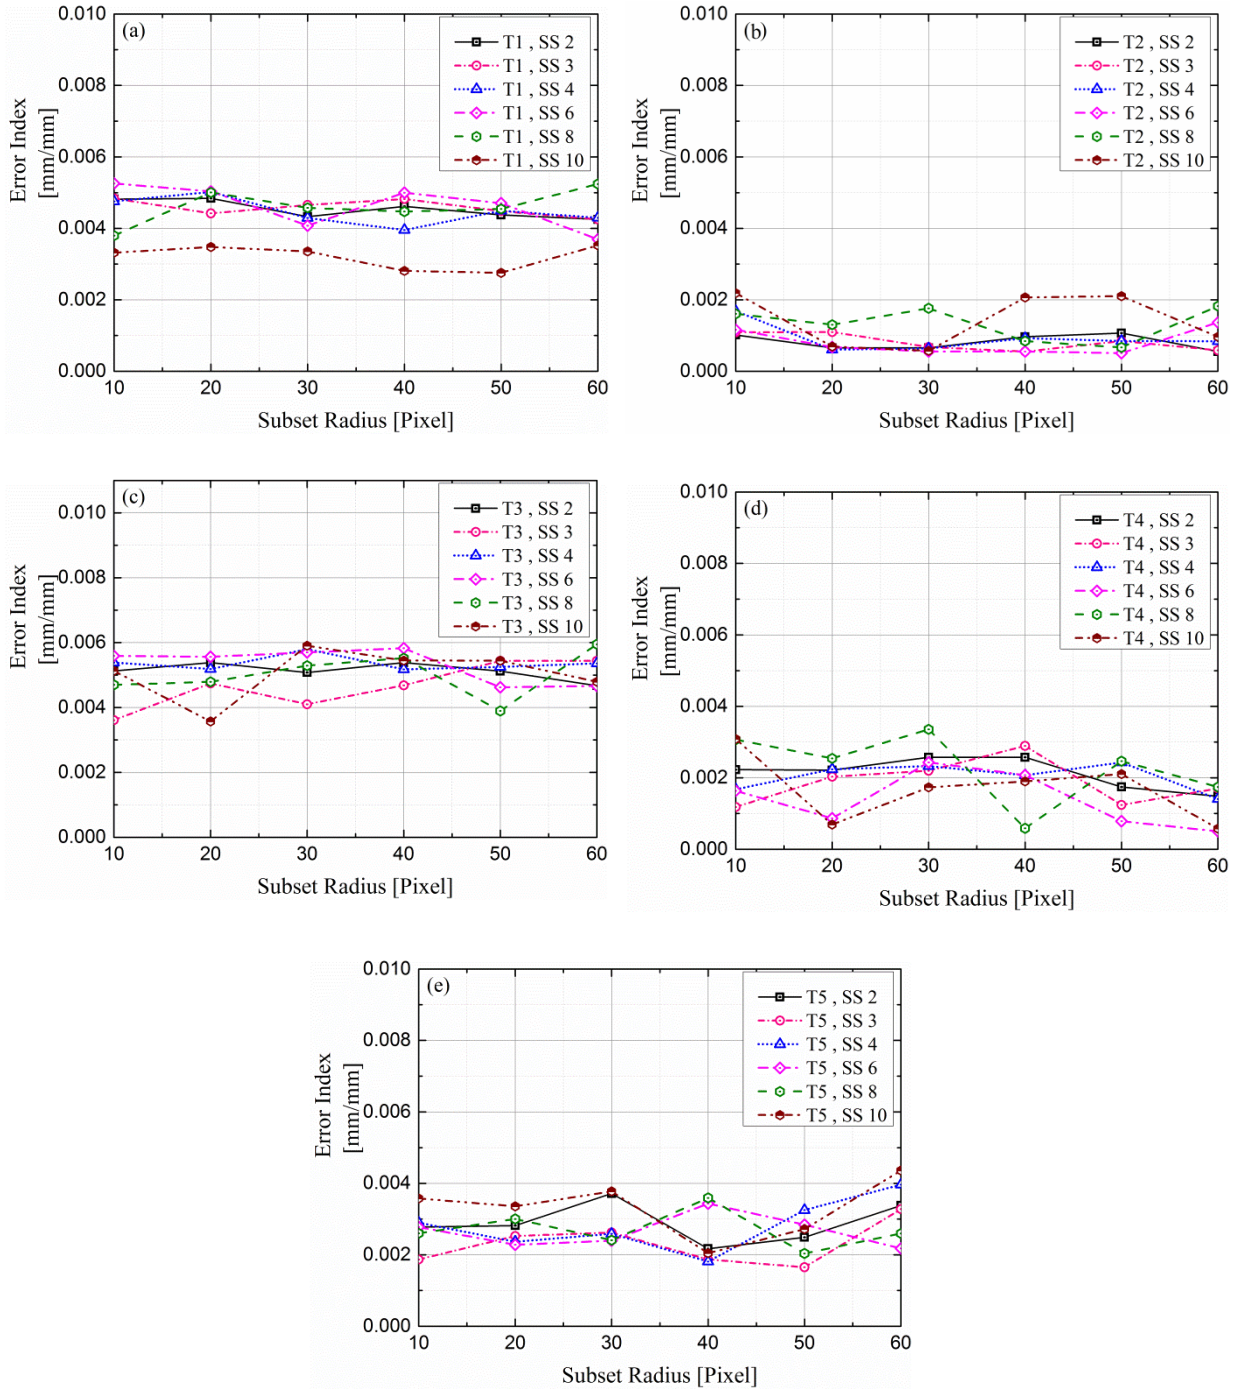 (a)
T1 , SS 2
T1 , SS 3
T1 , SS 4
T1 , SS 6
T1 , SS 8
T1 , SS 10
0.010
0.008
0.006
0.004
0.002
0.000
Error Index
[mm/mm]
10 20 30 40 50 60
Subset Radius [Pixel]
(b)
T2 , SS 2
T2 , SS 3
T2 , SS 4
T2 , SS 6
T2 , SS 8
T2 , SS 10
0.010
0.008
0.006
0.004
0.002
0.000
Error Index
[mm/mm]
10 20 30 40 50 60
Subset Radius [Pixel]
(c)
T3 , SS 2
T3 , SS 3
T3 , SS 4
T3 , SS 6
T3 , SS 8
T3 , SS 10
0.010
0.008
0.006
0.004
0.002
0.000
Error Index
[mm/mm]
10 20 30 40 50 60
Subset Radius [Pixel]
(d)
T4 , SS 2
T4 , SS 3
T4 , SS 4
T4 , SS 6
T4 , SS 8
T4 , SS 10
0.010
0.008
0.006
0.004
0.002
0.000
Error Index
[mm/mm]
10 20 30 40 50 60
Subset Radius [Pixel]
(e)
T5 , SS 2
T5 , SS 3
T5 , SS 4
T5 , SS 6
T5 , SS 8
T5 , SS 10
0.010
0.008
0.006
0.004
0.002
0.000
Error Index
[mm/mm]
10 20 30 40 50 60
Subset Radius [Pixel]